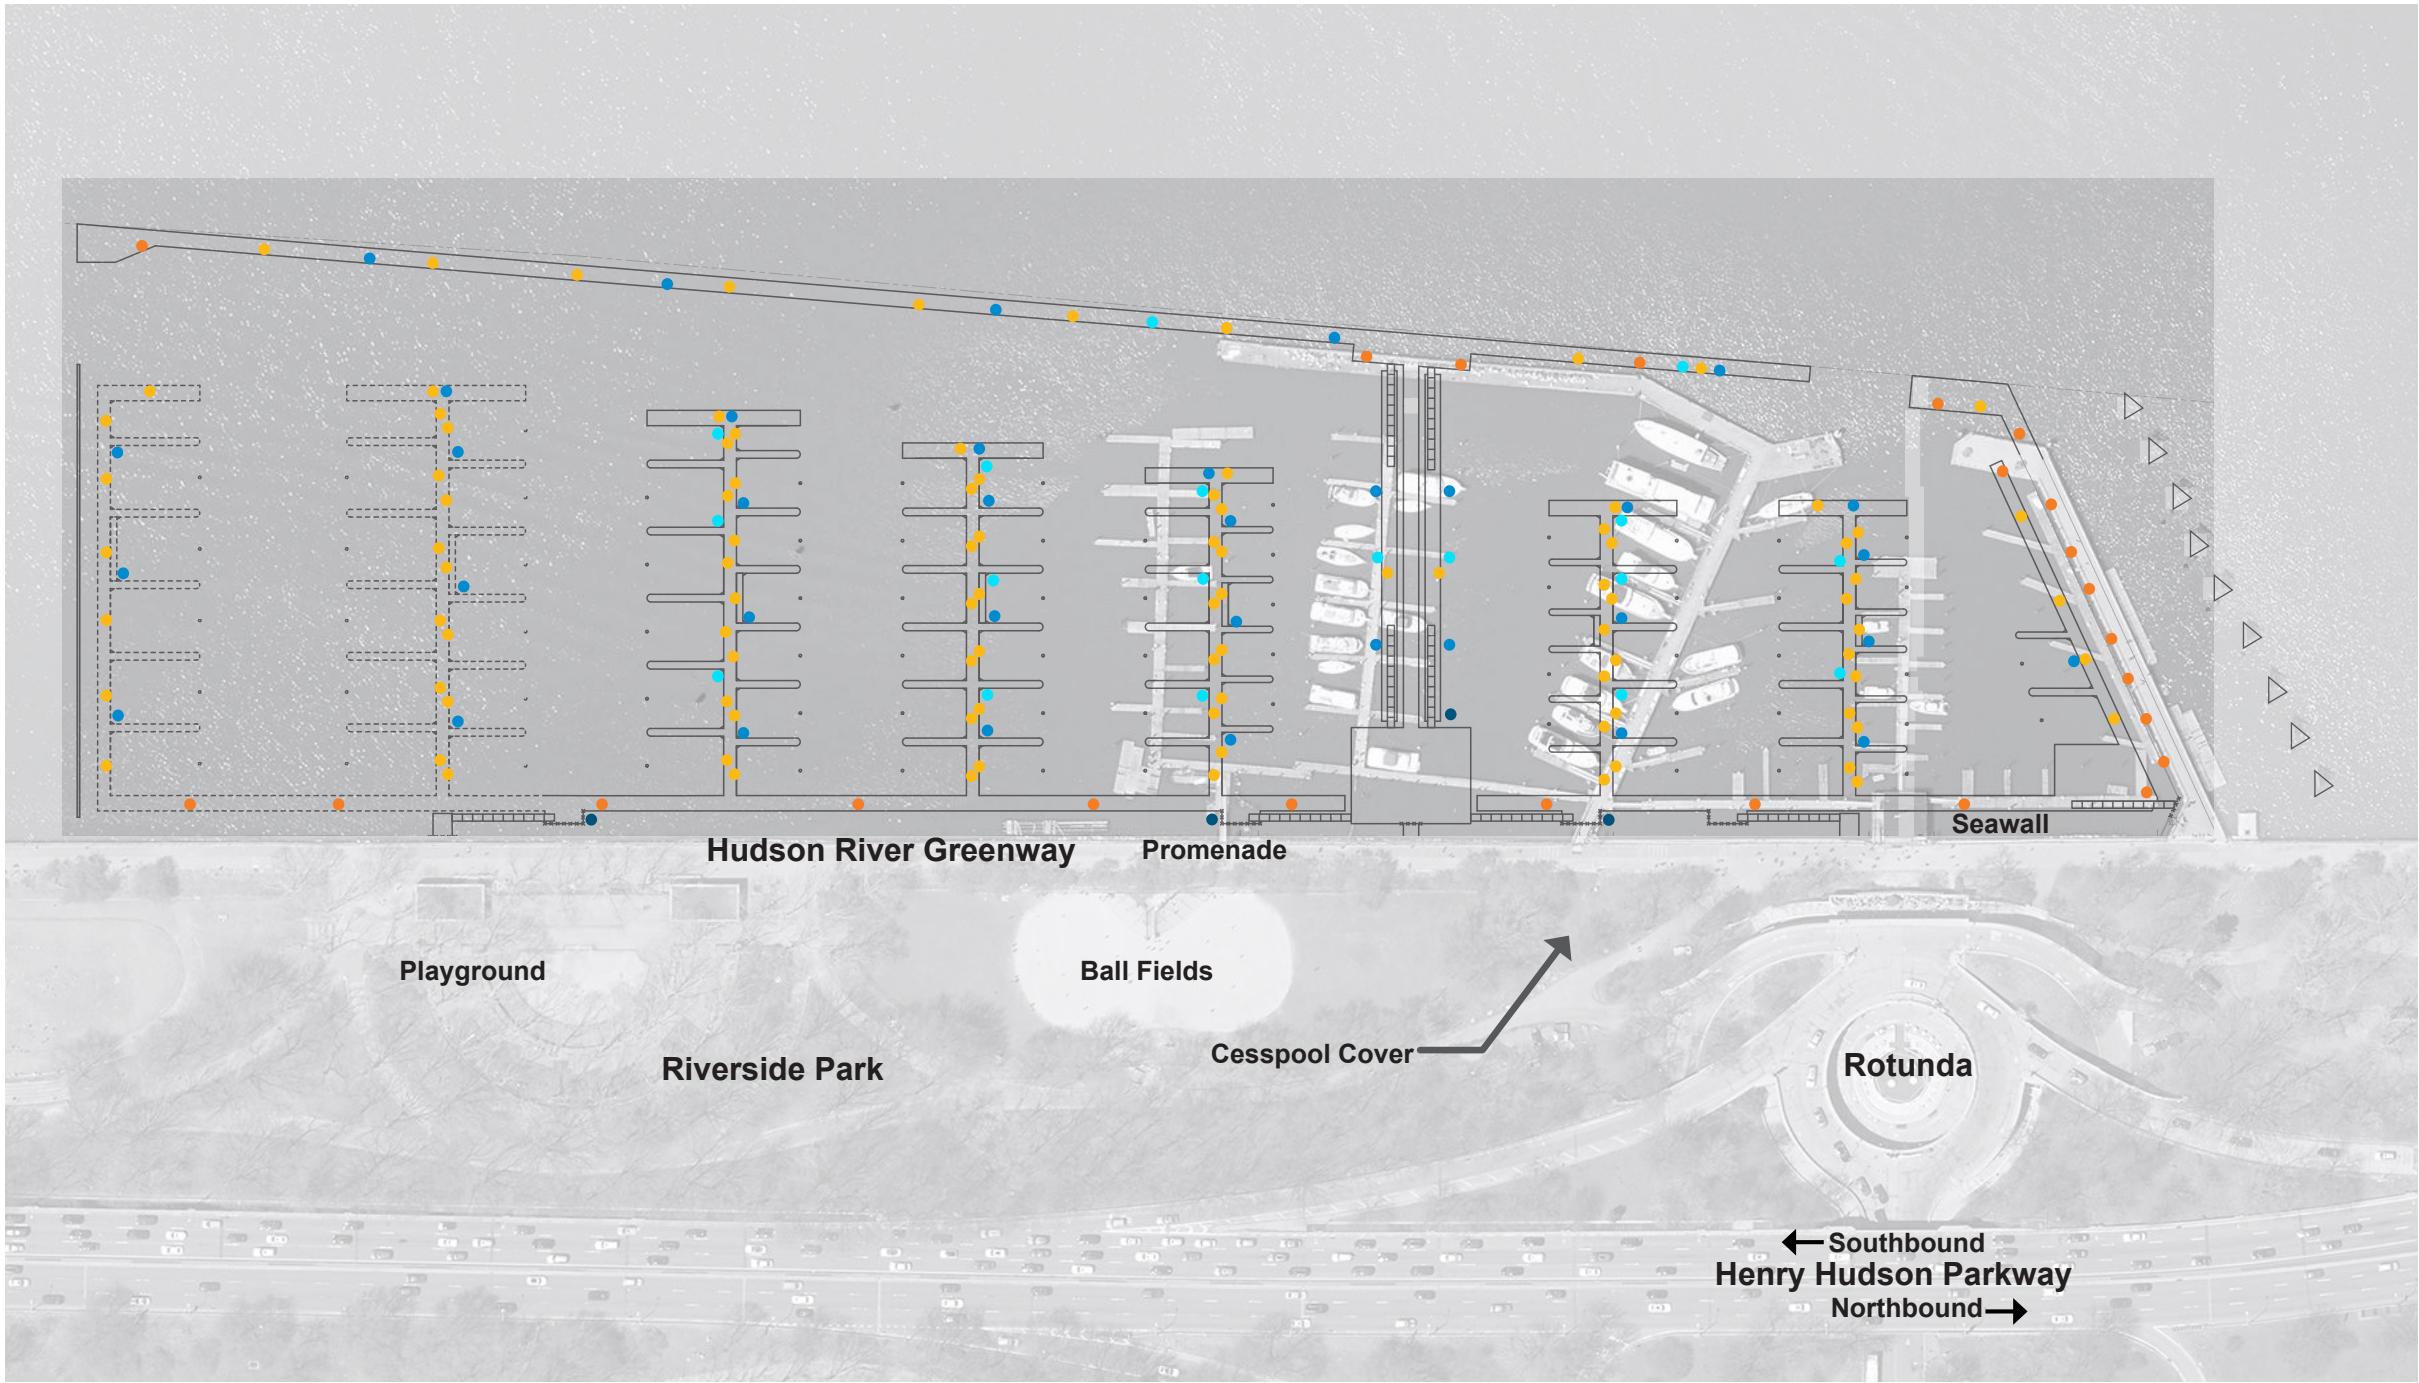 Seawall
Hudson River Greenway
Promenade
Playground
Ball Fields
Cesspool Cover
Riverside Park
Rotunda
Southbound
Henry Hudson Parkway
Northbound